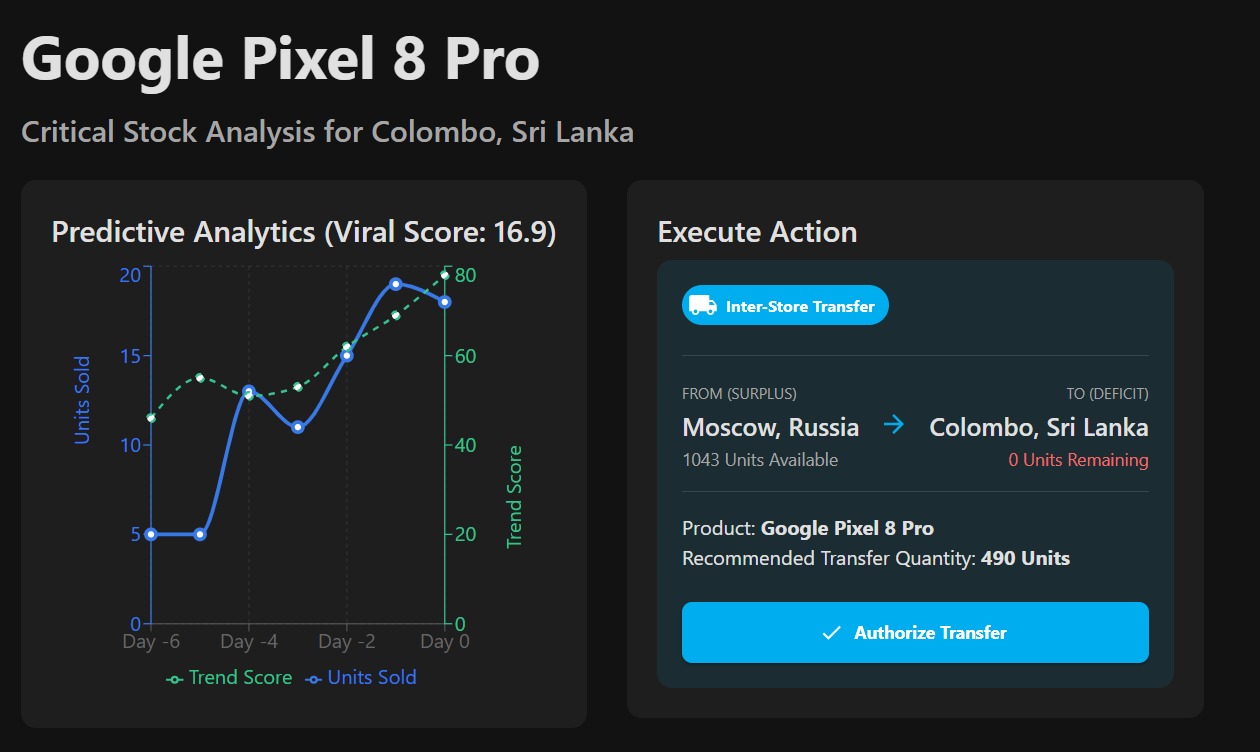 Google Pixel 8 Pro
Critical Stock Analysis for Colombo, Sri Lanka
Predictive Analytics (Viral Score: 16.9)
20
15
10
5
0
Units Sold
80
60
40
20
0
Trend Score
Day -6
Day -4
Day -2
Day 0
Trend Score
Units Sold
Execute Action
Inter-Store Transfer
FROM (SURPLUS)
TO (DEFICIT)
Moscow, Russia
Colombo, Sri Lanka
1043 Units Available
0 Units Remaining
Product: Google Pixel 8 Pro
Recommended Transfer Quantity: 490 Units
Authorize Transfer